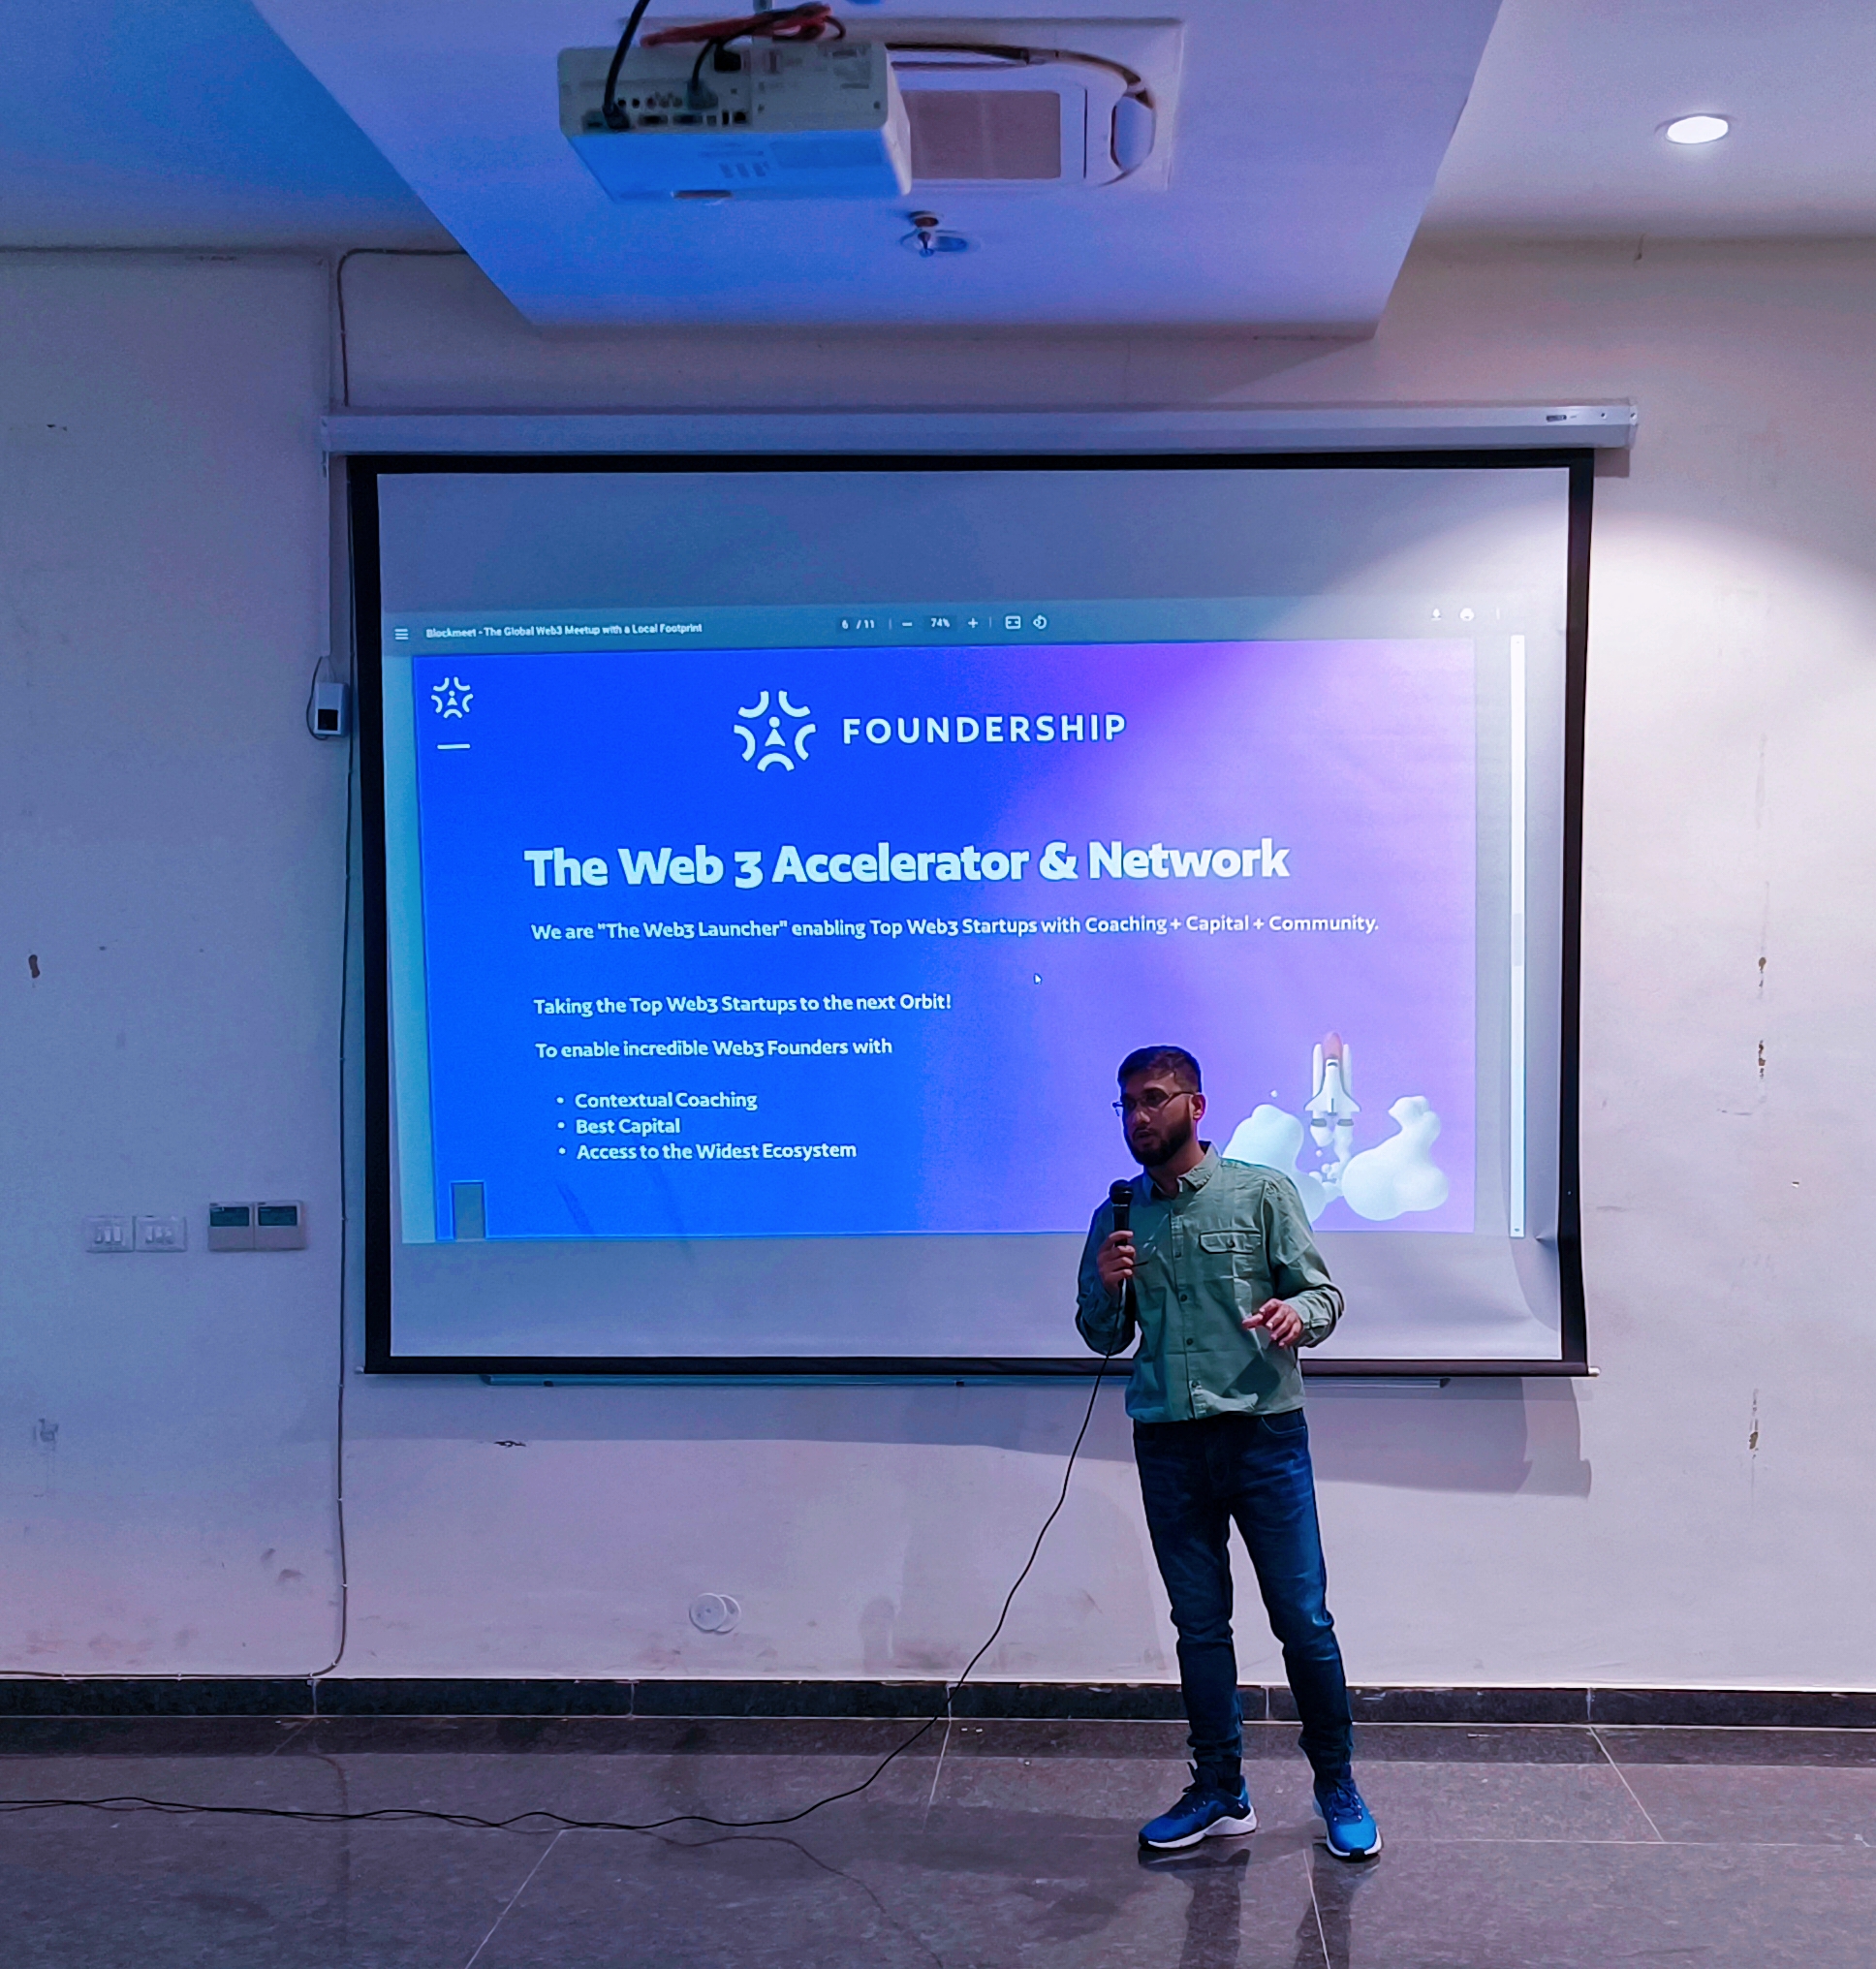 Blockmeet - The Global Web3 Meetup with a Local Footprint
6 / 11
74%
FOUNDERSHIP
The Web 3 Accelerator & Network
We are "The Web3 Launcher" enabling Top Web3 Startups with Coaching + Capital + Community.
Taking the Top Web3 Startups to the next Orbit!
To enable incredible Web3 Founders with
• Contextual Coaching
• Best Capital
• Access to the Widest Ecosystem